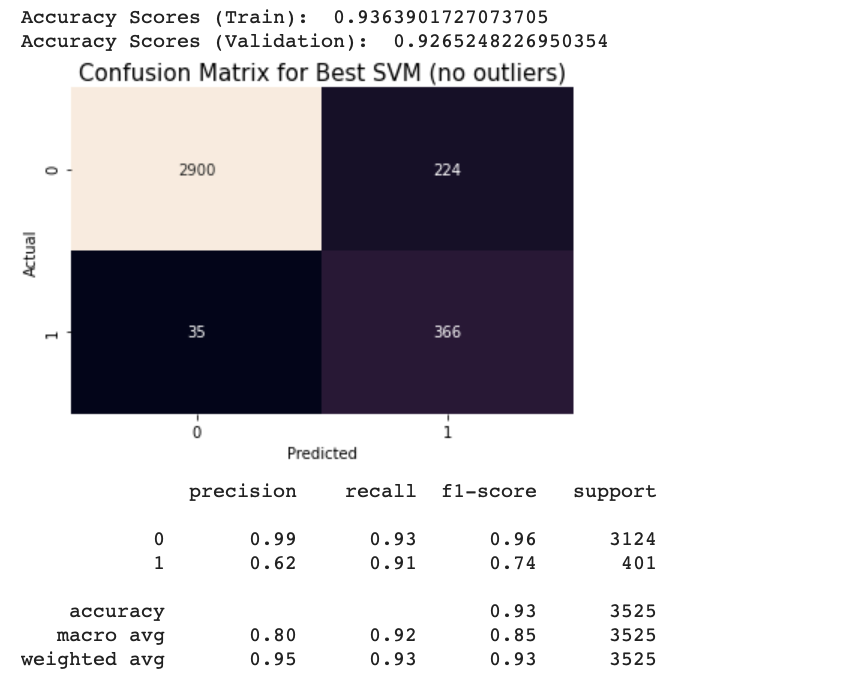 Accuracy Scores (Train):  0.9363901727073705
Accuracy Scores (Validation):  0.9265248226950354
Confusion Matrix for Best SVM (no outliers)
0 2900 224
Actual
1 35 366
0 1
Predicted
precision recall f1-score support
0 0.99 0.93 0.96 3124
1 0.62 0.91 0.74 401
accuracy 0.93 3525
macro avg 0.80 0.92 0.85 3525
weighted avg 0.95 0.93 0.93 3525